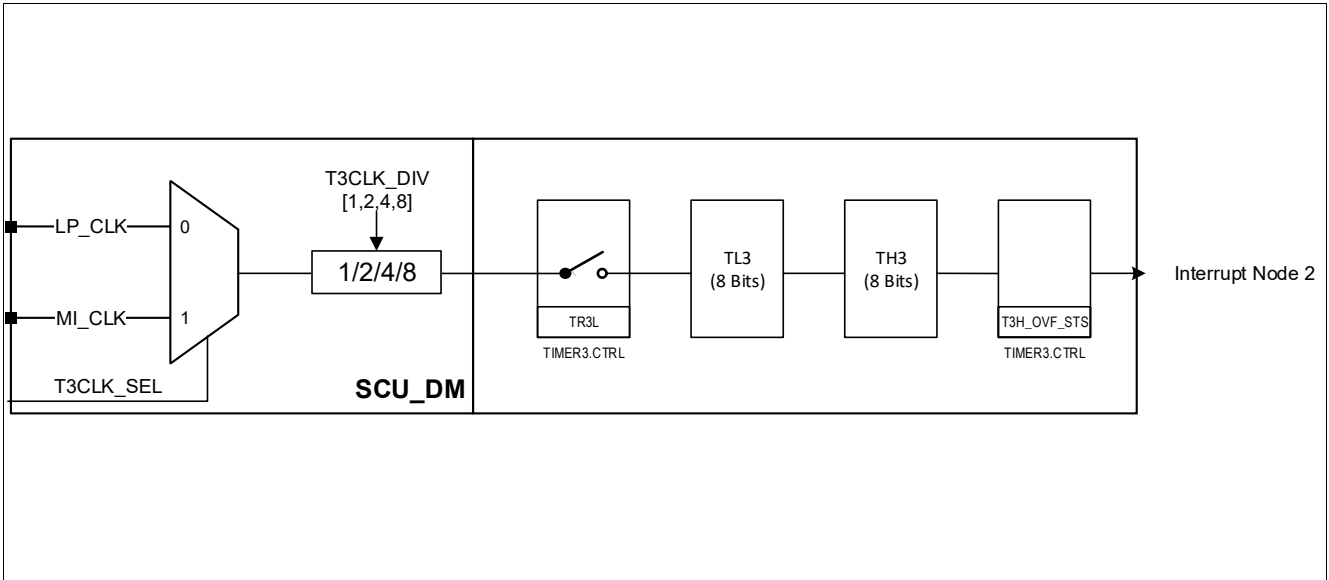 T3CLK_DIV
[1,2,4,8]
LP_CLK
0
1/2/4/8
MI_CLK
1
T3CLK_SEL
SCU_DM
TR3L
TIMER3.CTRL
TL3
(8 Bits)
TH3
(8 Bits)
T3H_OVF_STS
TIMER3.CTRL
Interrupt Node 2